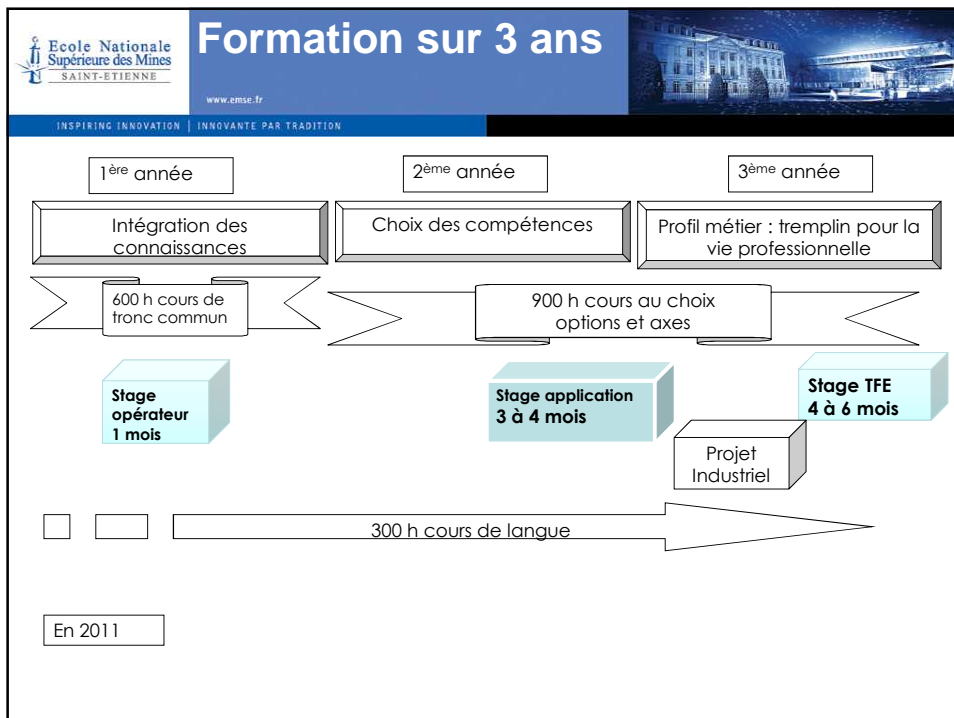 Ecole Nationale
Supérieure des Mines
SAINT-ETIENNE
Formation sur 3 ans
www.emse.fr
INSPIRING INNOVATION | INNOVANTE PAR TRADITION
1ère année
2ème année
3ème année
Intégration des
connaissances
Choix des compétences
Profil métier : tremplin pour la
vie professionnelle
600 h cours de
tronc commun
900 h cours au choix
options et axes
Stage
opérateur
1 mois
Stage application
3 à 4 mois
Stage TFE
4 à 6 mois
Projet
Industriel
300 h cours de langue
En 2011